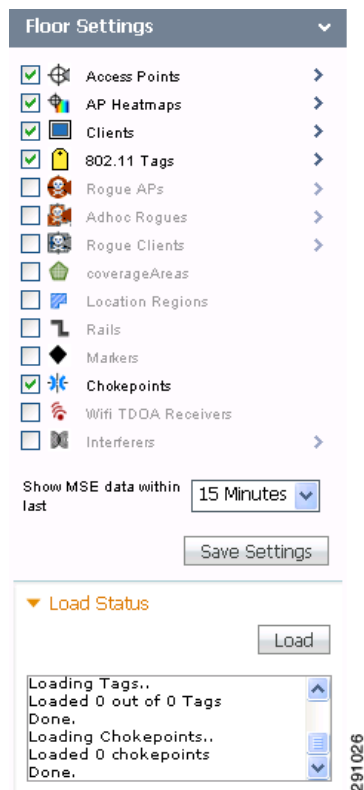 Floor Settings
Access Points
AP Heatmaps
Clients
802.11 Tags
Rogue APs
Adhoc Rogues
Rogue Clients
coverageAreas
Location Regions
Rails
Markers
Chokepoints
Wifi TDOA Receivers
Interferers
Show MSE data within
last
15 Minutes
Save Settings
Load Status
Load
Loading Tags..
Loaded 0 out of 0 Tags
Done.
Loading Chokepoints..
Loaded 0 chokepoints
Done.
291026